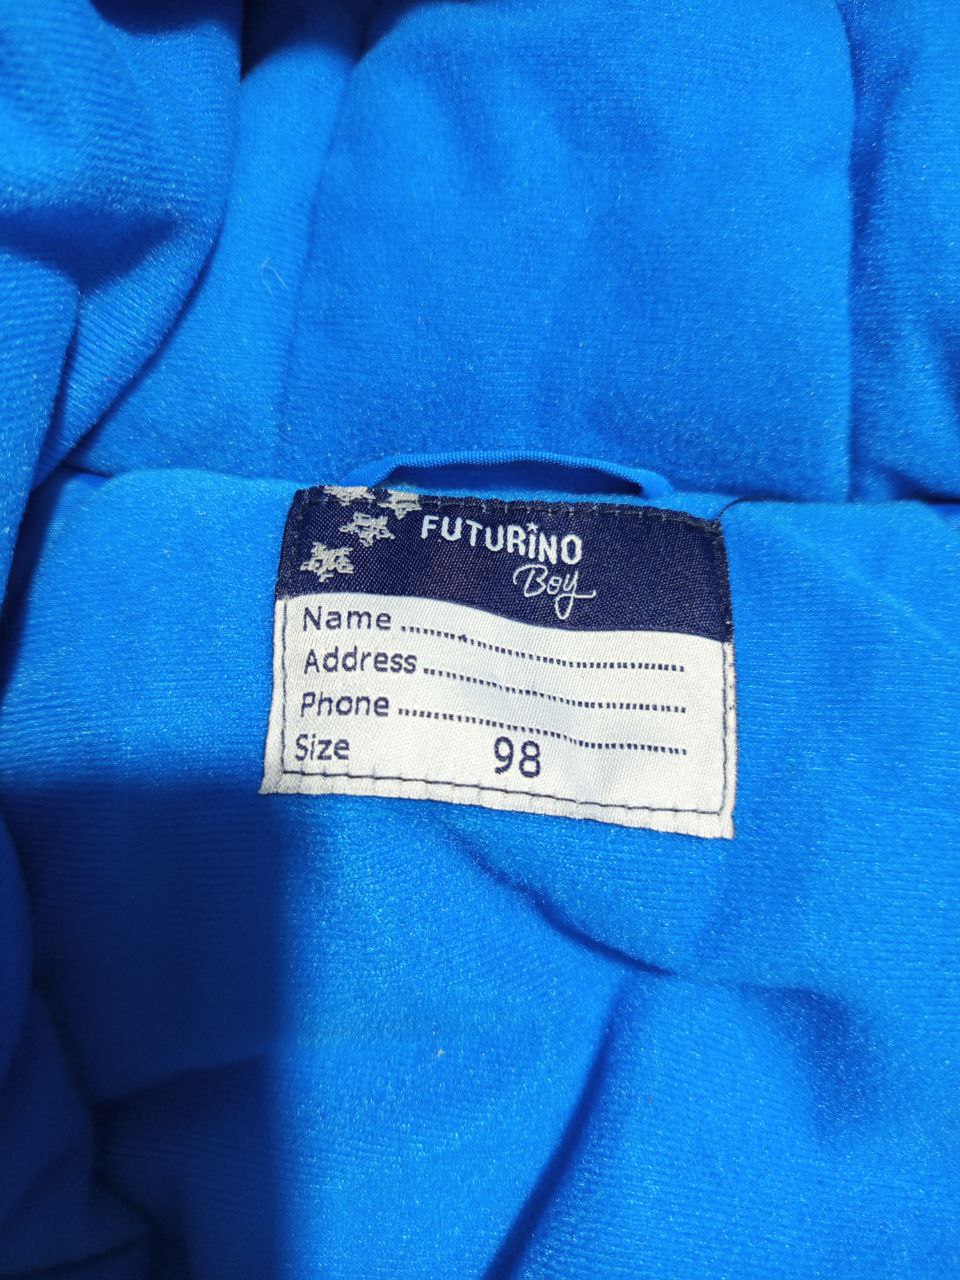 FUTURiNO
Boy
Name ..............................
Address ..............................
Phone ..............................
Size 98